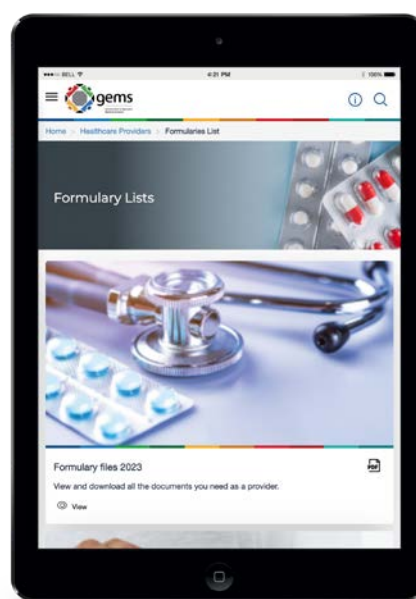 BELL
4:21 PM
100%
gems
Home > Healthcare Providers > Formularies List
Formulary Lists
Formulary files 2023
PDF
View and download all the documents you need as a provider.
View